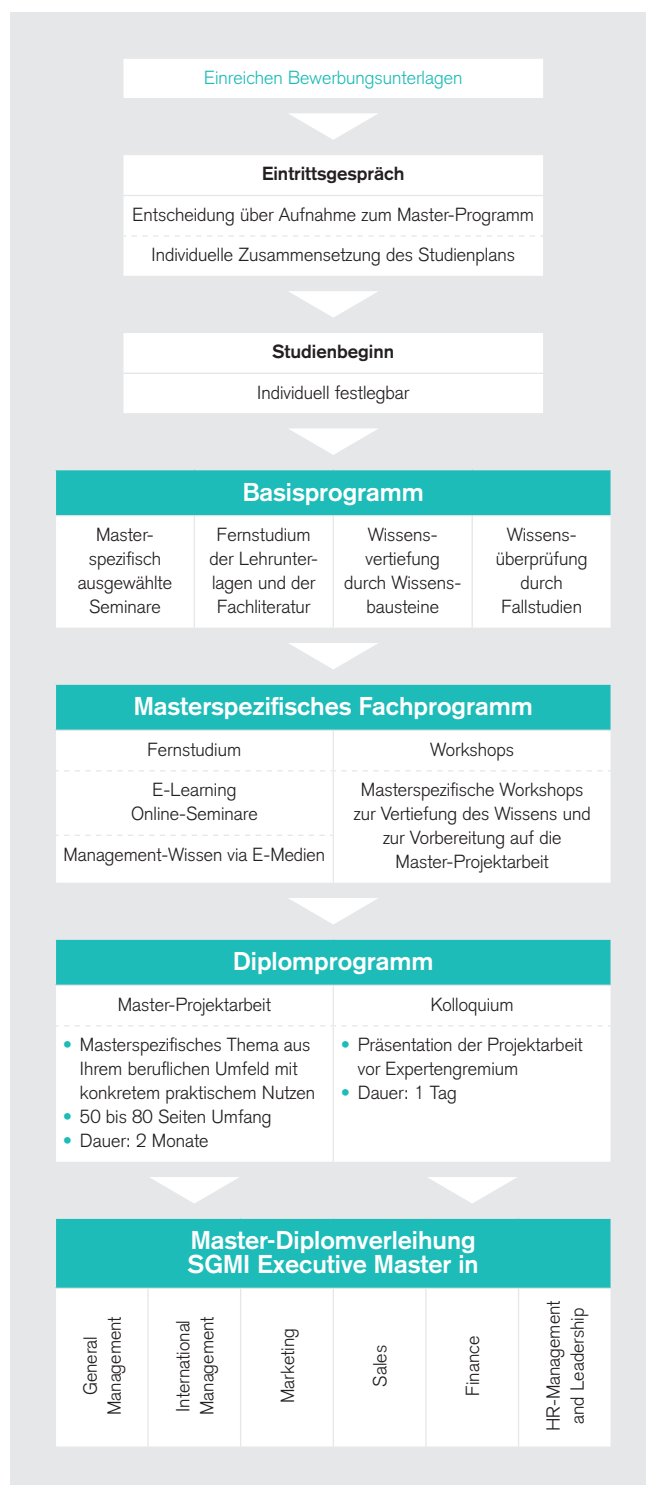 Einreichen Bewerbungsunterlagen
Eintrittsgespräch
Entscheidung über Aufnahme zum Master-Programm
Individuelle Zusammensetzung des Studienplans
Studienbeginn
Individuell festlegbar
Basisprogramm
Master-
spezifisch
ausgewählte
Seminare
Fernstudium
der Lehrunter-
lagen und der
Fachliteratur
Wissens-
vertiefung
durch Wissens-
bausteine
Wissens-
überprüfung
durch
Fallstudien
Masterspezifisches Fachprogramm
Fernstudium
E-Learning
Online-Seminare
Management-Wissen via E-Medien
Workshops
Masterspezifische Workshops
zur Vertiefung des Wissens und
zur Vorbereitung auf die
Master-Projektarbeit
Diplomprogramm
Master-Projektarbeit
• Masterspezifisches Thema aus
Ihrem beruflichen Umfeld mit
konkretem praktischem Nutzen
• 50 bis 80 Seiten Umfang
• Dauer: 2 Monate
Kolloquium
• Präsentation der Projektarbeit
vor Expertengremium
• Dauer: 1 Tag
Master-Diplomverleihung
SGMI Executive Master in
General
Management
International
Management
Marketing
Sales
Finance
HR-Management
and Leadership